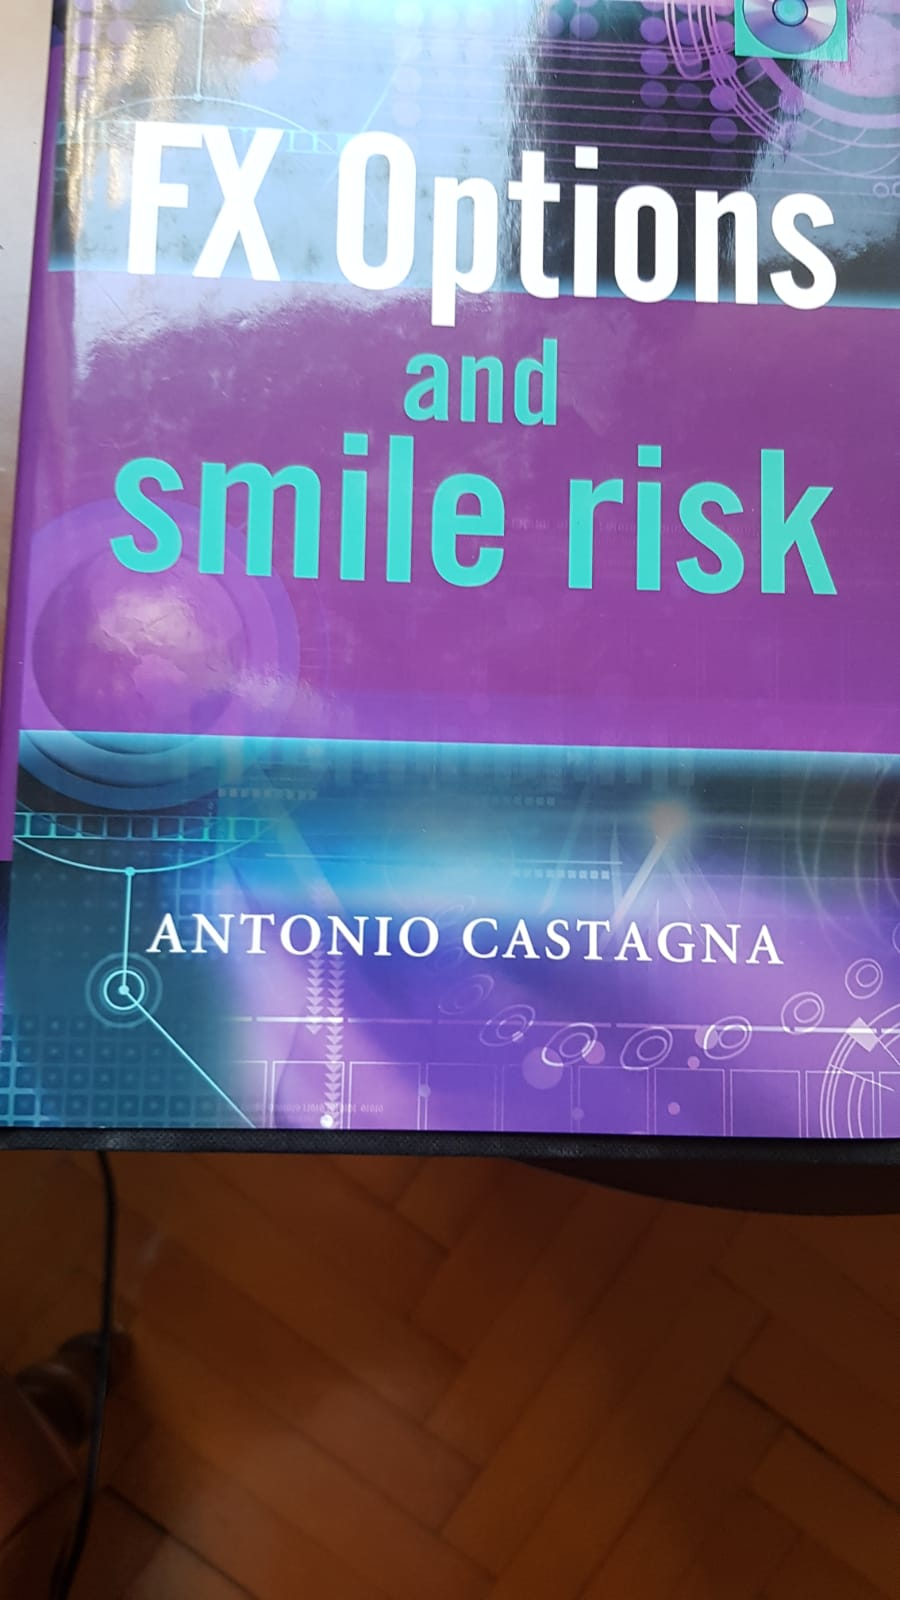 FX Options
and
smile risk
ANTONIO CASTAGNA